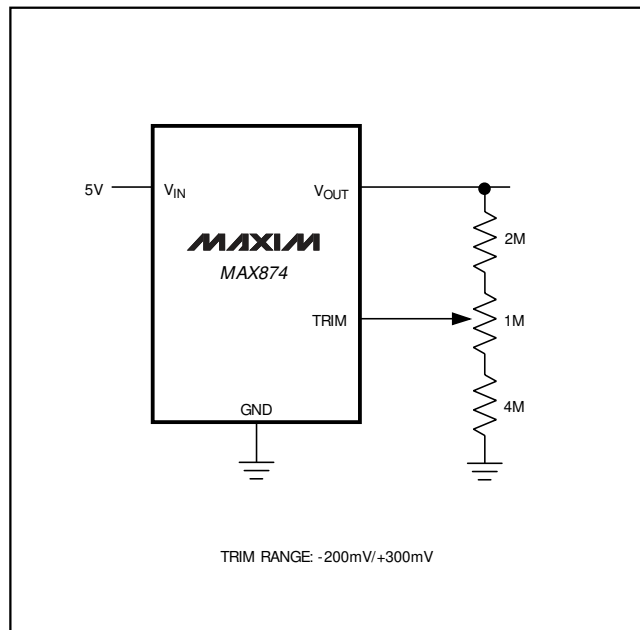 5V
VIN
VOUT
MAXIM
MAX874
TRIM
GND
2M
1M
4M
TRIM RANGE: -200mV/+300mV